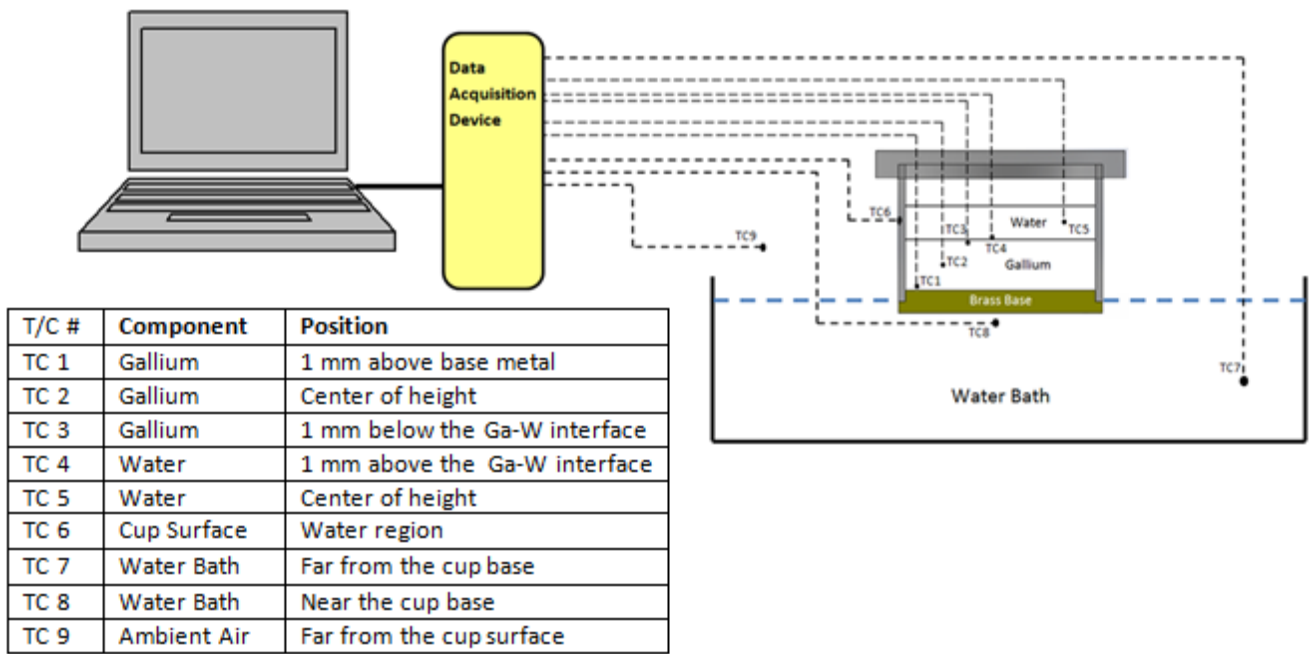 Data
Acquisition
Device
TC6
Water
TC3
TC5
TC9
TC4
TC2
Gallium
TC1
Brass Base
TC8
TC7
Water Bath
T/C # Component Position
TC 1 Gallium 1 mm above base metal
TC 2 Gallium Center of height
TC 3 Gallium 1 mm below the Ga-W interface
TC 4 Water 1 mm above the Ga-W interface
TC 5 Water Center of height
TC 6 Cup Surface Water region
TC 7 Water Bath Far from the cup base
TC 8 Water Bath Near the cup base
TC 9 Ambient Air Far from the cup surface